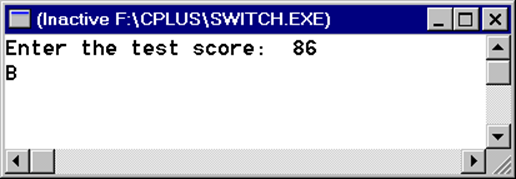 (Inactive F:\CPLUS\SWITCH.EXE)
Enter the test score:  86
B